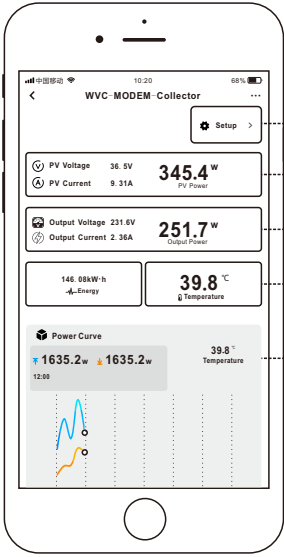 中国移动 10:20 68%
< WVC-MODEM-Collector ...
Setup >
V PV Voltage 36.5V
A PV Current 9.31A
345.4 W
PV Power
Output Voltage 231.6V
Output Current 2.36A
251.7 W
Output Power
146.08kW·h
Energy
39.8 ℃
Temperature
Power Curve
1635.2w 1635.2w
12:00
39.8 ℃
Temperature